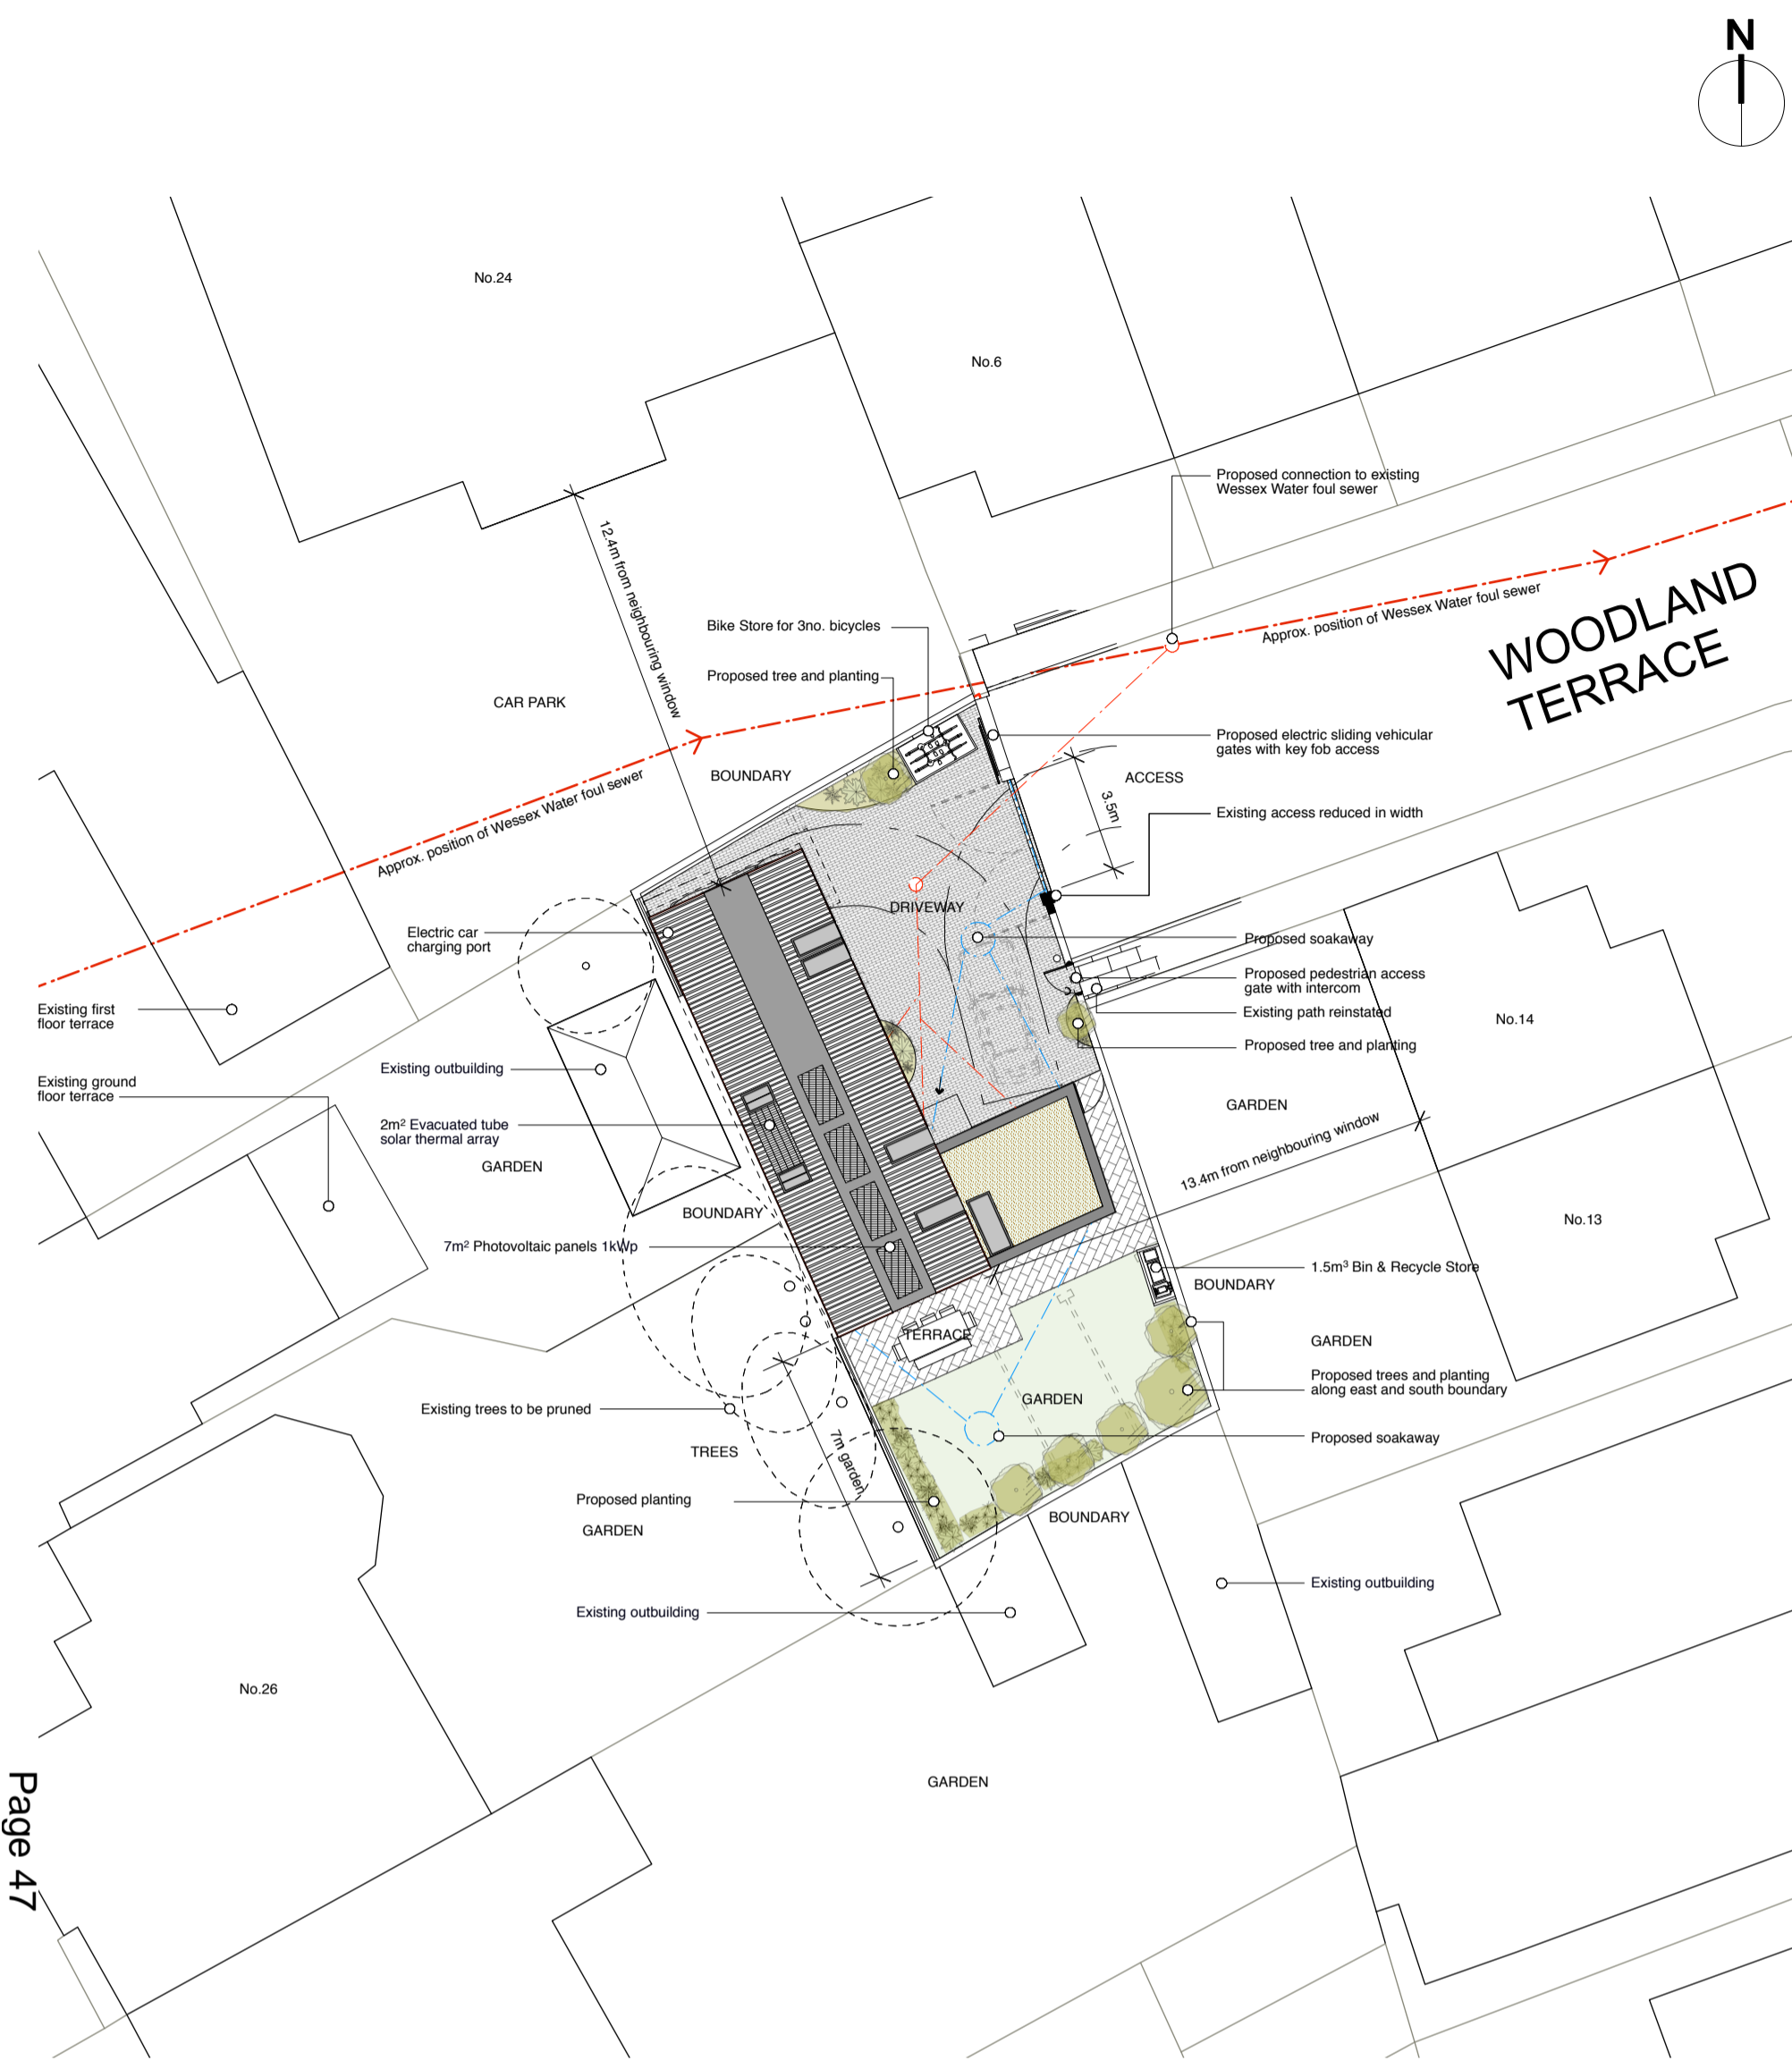 N
No.24
No.6
Proposed connection to existing
Wessex Water foul sewer
12.4m from neighbouring window
Approx. position of Wessex Water foul sewer
WOODLAND
TERRACE
Bike Store for 3no. bicycles
Proposed tree and planting
CAR PARK
Proposed electric sliding vehicular
gates with key fob access
BOUNDARY
ACCESS
3.5m
Existing access reduced in width
Approx. position of Wessex Water foul sewer
DRIVEWAY
Electric car
charging port
Proposed soakaway
Proposed pedestrian access
gate with intercom
Existing path reinstated
Existing first
floor terrace
No.14
Proposed tree and planting
Existing outbuilding
Existing ground
floor terrace
GARDEN
2m² Evacuated tube
solar thermal array
GARDEN
13.4m from neighbouring window
BOUNDARY
No.13
7m² Photovoltaic panels 1kWp
1.5m³ Bin & Recycle Store
BOUNDARY
TERRACE
GARDEN
Proposed trees and planting
along east and south boundary
GARDEN
Existing trees to be pruned
Proposed soakaway
TREES
7m garden
Proposed planting
GARDEN
BOUNDARY
Existing outbuilding
Existing outbuilding
No.26
GARDEN
Page 47